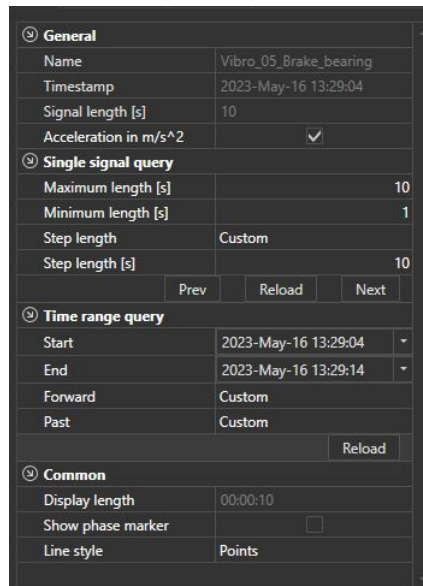 General
Name Vibro_05_Brake_bearing
Timestamp 2023-May-16 13:29:04
Signal length [s] 10
Acceleration in m/s^2
Single signal query
Maximum length [s] 10
Minimum length [s] 1
Step length Custom
Step length [s] 10
Prev Reload Next
Time range query
Start 2023-May-16 13:29:04
End 2023-May-16 13:29:14
Forward Custom
Past Custom
Reload
Common
Display length 00:00:10
Show phase marker
Line style Points